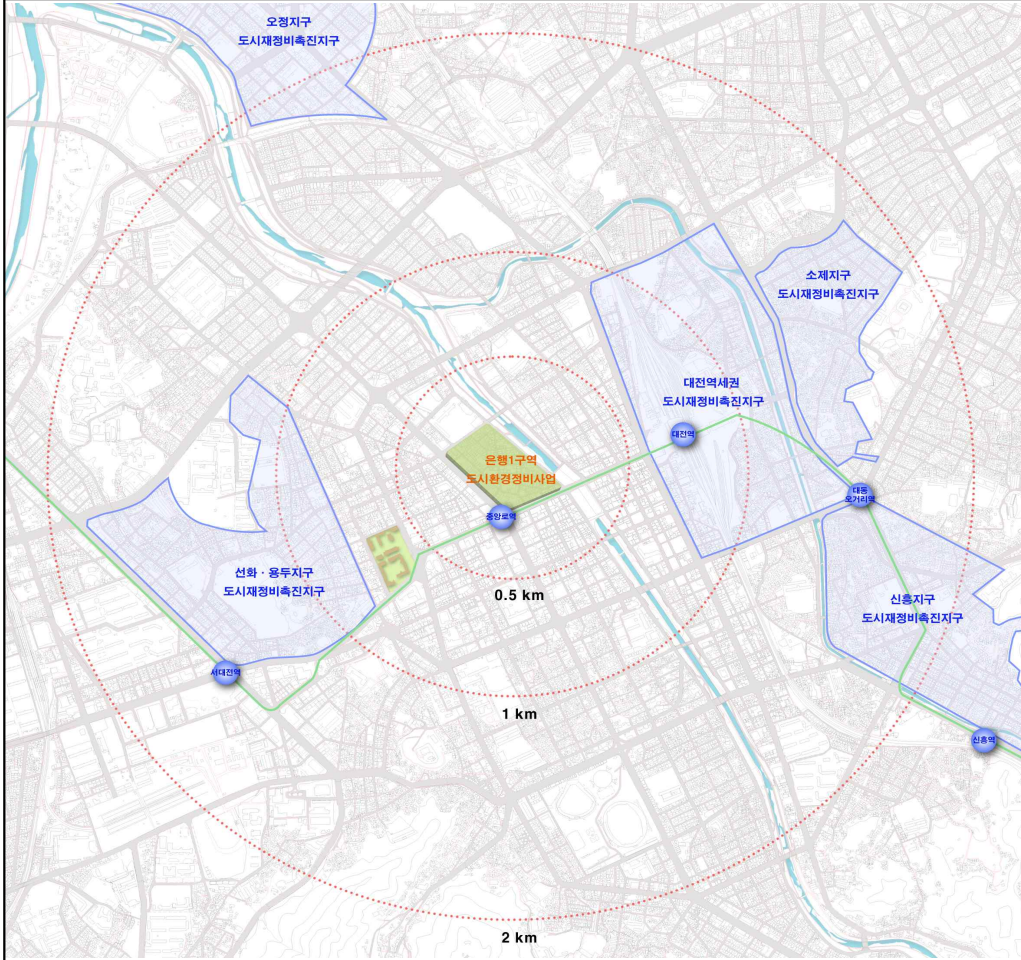 오정지구
도시재정비촉진지구
소제지구
도시재정비촉진지구
대전역세권
도시재정비촉진지구
대전역
은행1구역
도시환경정비사업
중앙로역
대동
오거리역
선화 · 용두지구
도시재정비촉진지구
0.5 km
신흥지구
도시재정비촉진지구
서대전역
1 km
신흥역
2 km